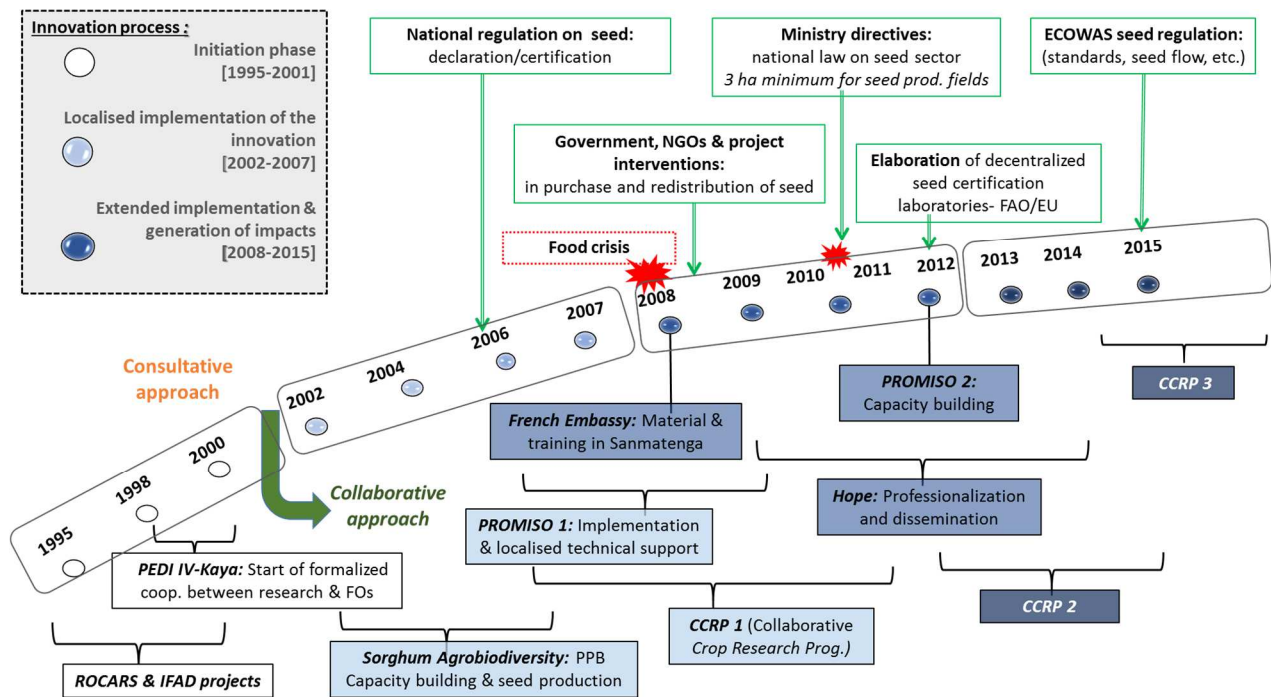 Innovation process :
Initiation phase
[1995-2001]
Localised implementation of the
innovation
[2002-2007]
Extended implementation &
generation of impacts
[2008-2015]
National regulation on seed:
declaration/certification
Ministry directives:
national law on seed sector
3 ha minimum for seed prod. fields
ECOWAS seed regulation:
(standards, seed flow, etc.)
Government, NGOs & project
interventions:
in purchase and redistribution of seed
Elaboration of decentralized
seed certification
laboratories- FAO/EU
Food crisis
1995
1998
2000
2002
2004
2006
2007
2008
2009
2010
2011
2012
2013
2014
2015
Consultative
approach
Collaborative
approach
French Embassy: Material &
training in Sanmatenga
PROMISO 2:
Capacity building
CCRP 3
PROMISO 1: Implementation
& localised technical support
Hope: Professionalization
and dissemination
PEDI IV-Kaya: Start of formalized
coop. between research & FOs
CCRP 1 (Collaborative
Crop Research Prog.)
CCRP 2
ROCARS & IFAD projects
Sorghum Agrobiodiversity: PPB
Capacity building & seed production